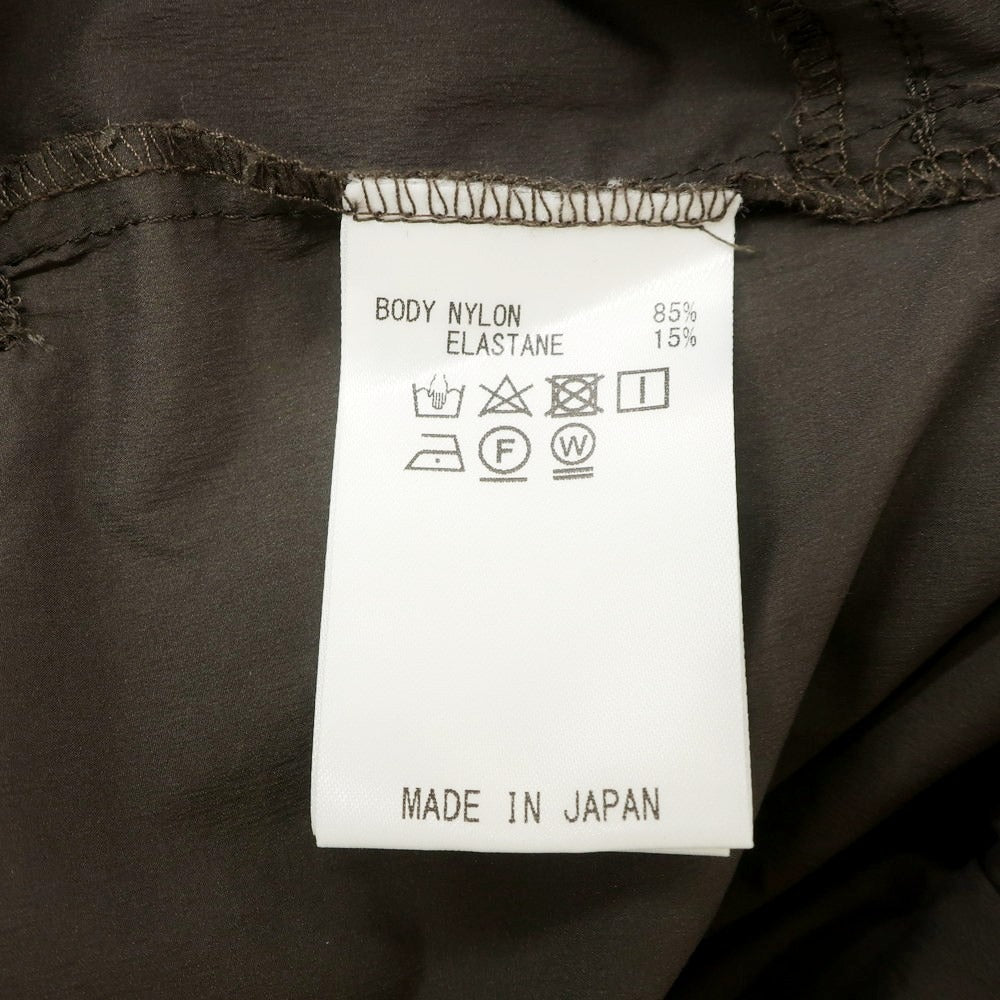 BODY NYLON 85%
ELASTANE 15%
F W
MADE IN JAPAN